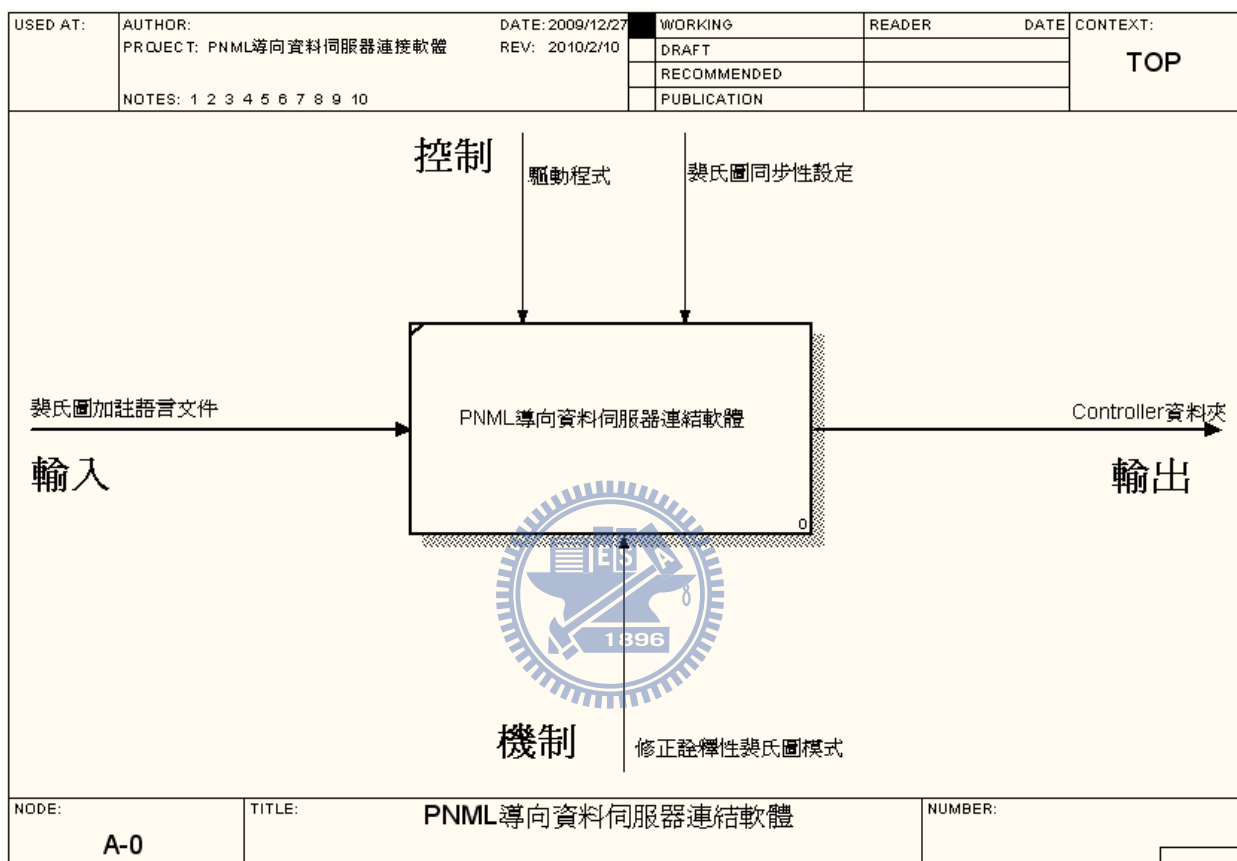 USED AT:
AUTHOR:
DATE: 2009/12/27
PROJECT: PNML導向資料伺服器連接軟體
REV: 2010/2/10
NOTES: 1 2 3 4 5 6 7 8 9 10
WORKING
DRAFT
RECOMMENDED
PUBLICATION
READER
DATE
CONTEXT:
TOP
控制
驅動程式
裴氏圖同步性設定
裴氏圖加註語言文件
輸入
PNML導向資料伺服器連結軟體
0
Controller資料夾
輸出
ESA
1896
機制
修正詮釋性裴氏圖模式
NODE:
A-0
TITLE:
PNML導向資料伺服器連結軟體
NUMBER: